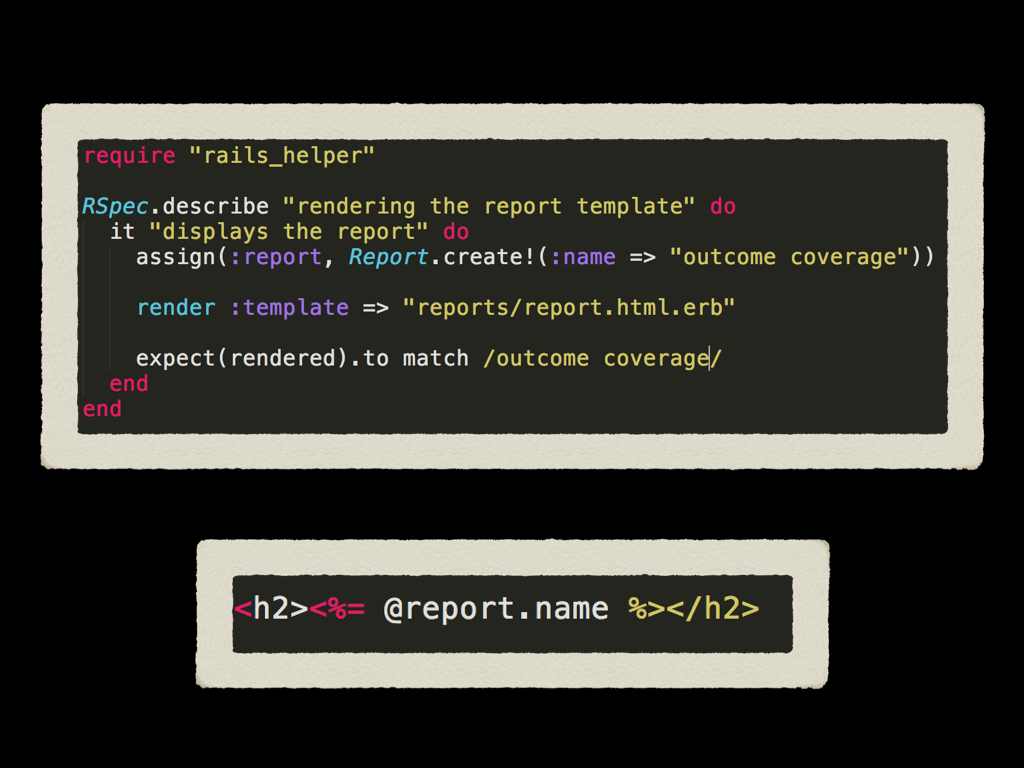 require "rails_helper"
RSpec.describe "rendering the report template" do
it "displays the report" do
assign(:report, Report.create!(:name => "outcome coverage"))
render :template => "reports/report.html.erb"
expect(rendered).to match /outcome coverage/
end
end
<h2><%= @report.name %></h2>